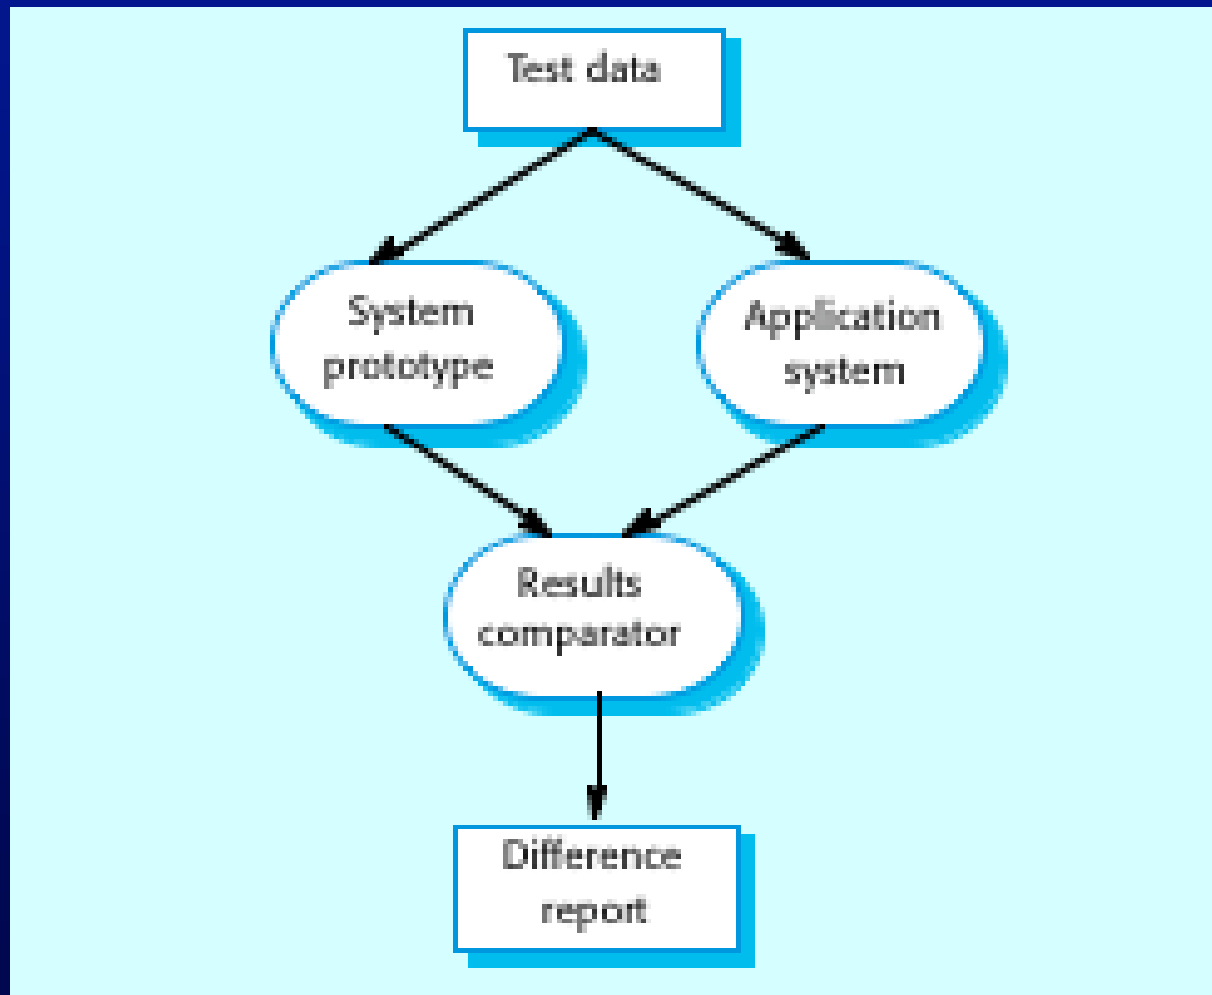 Test data
System
prototype
Application
system
Results
comparator
Difference
report